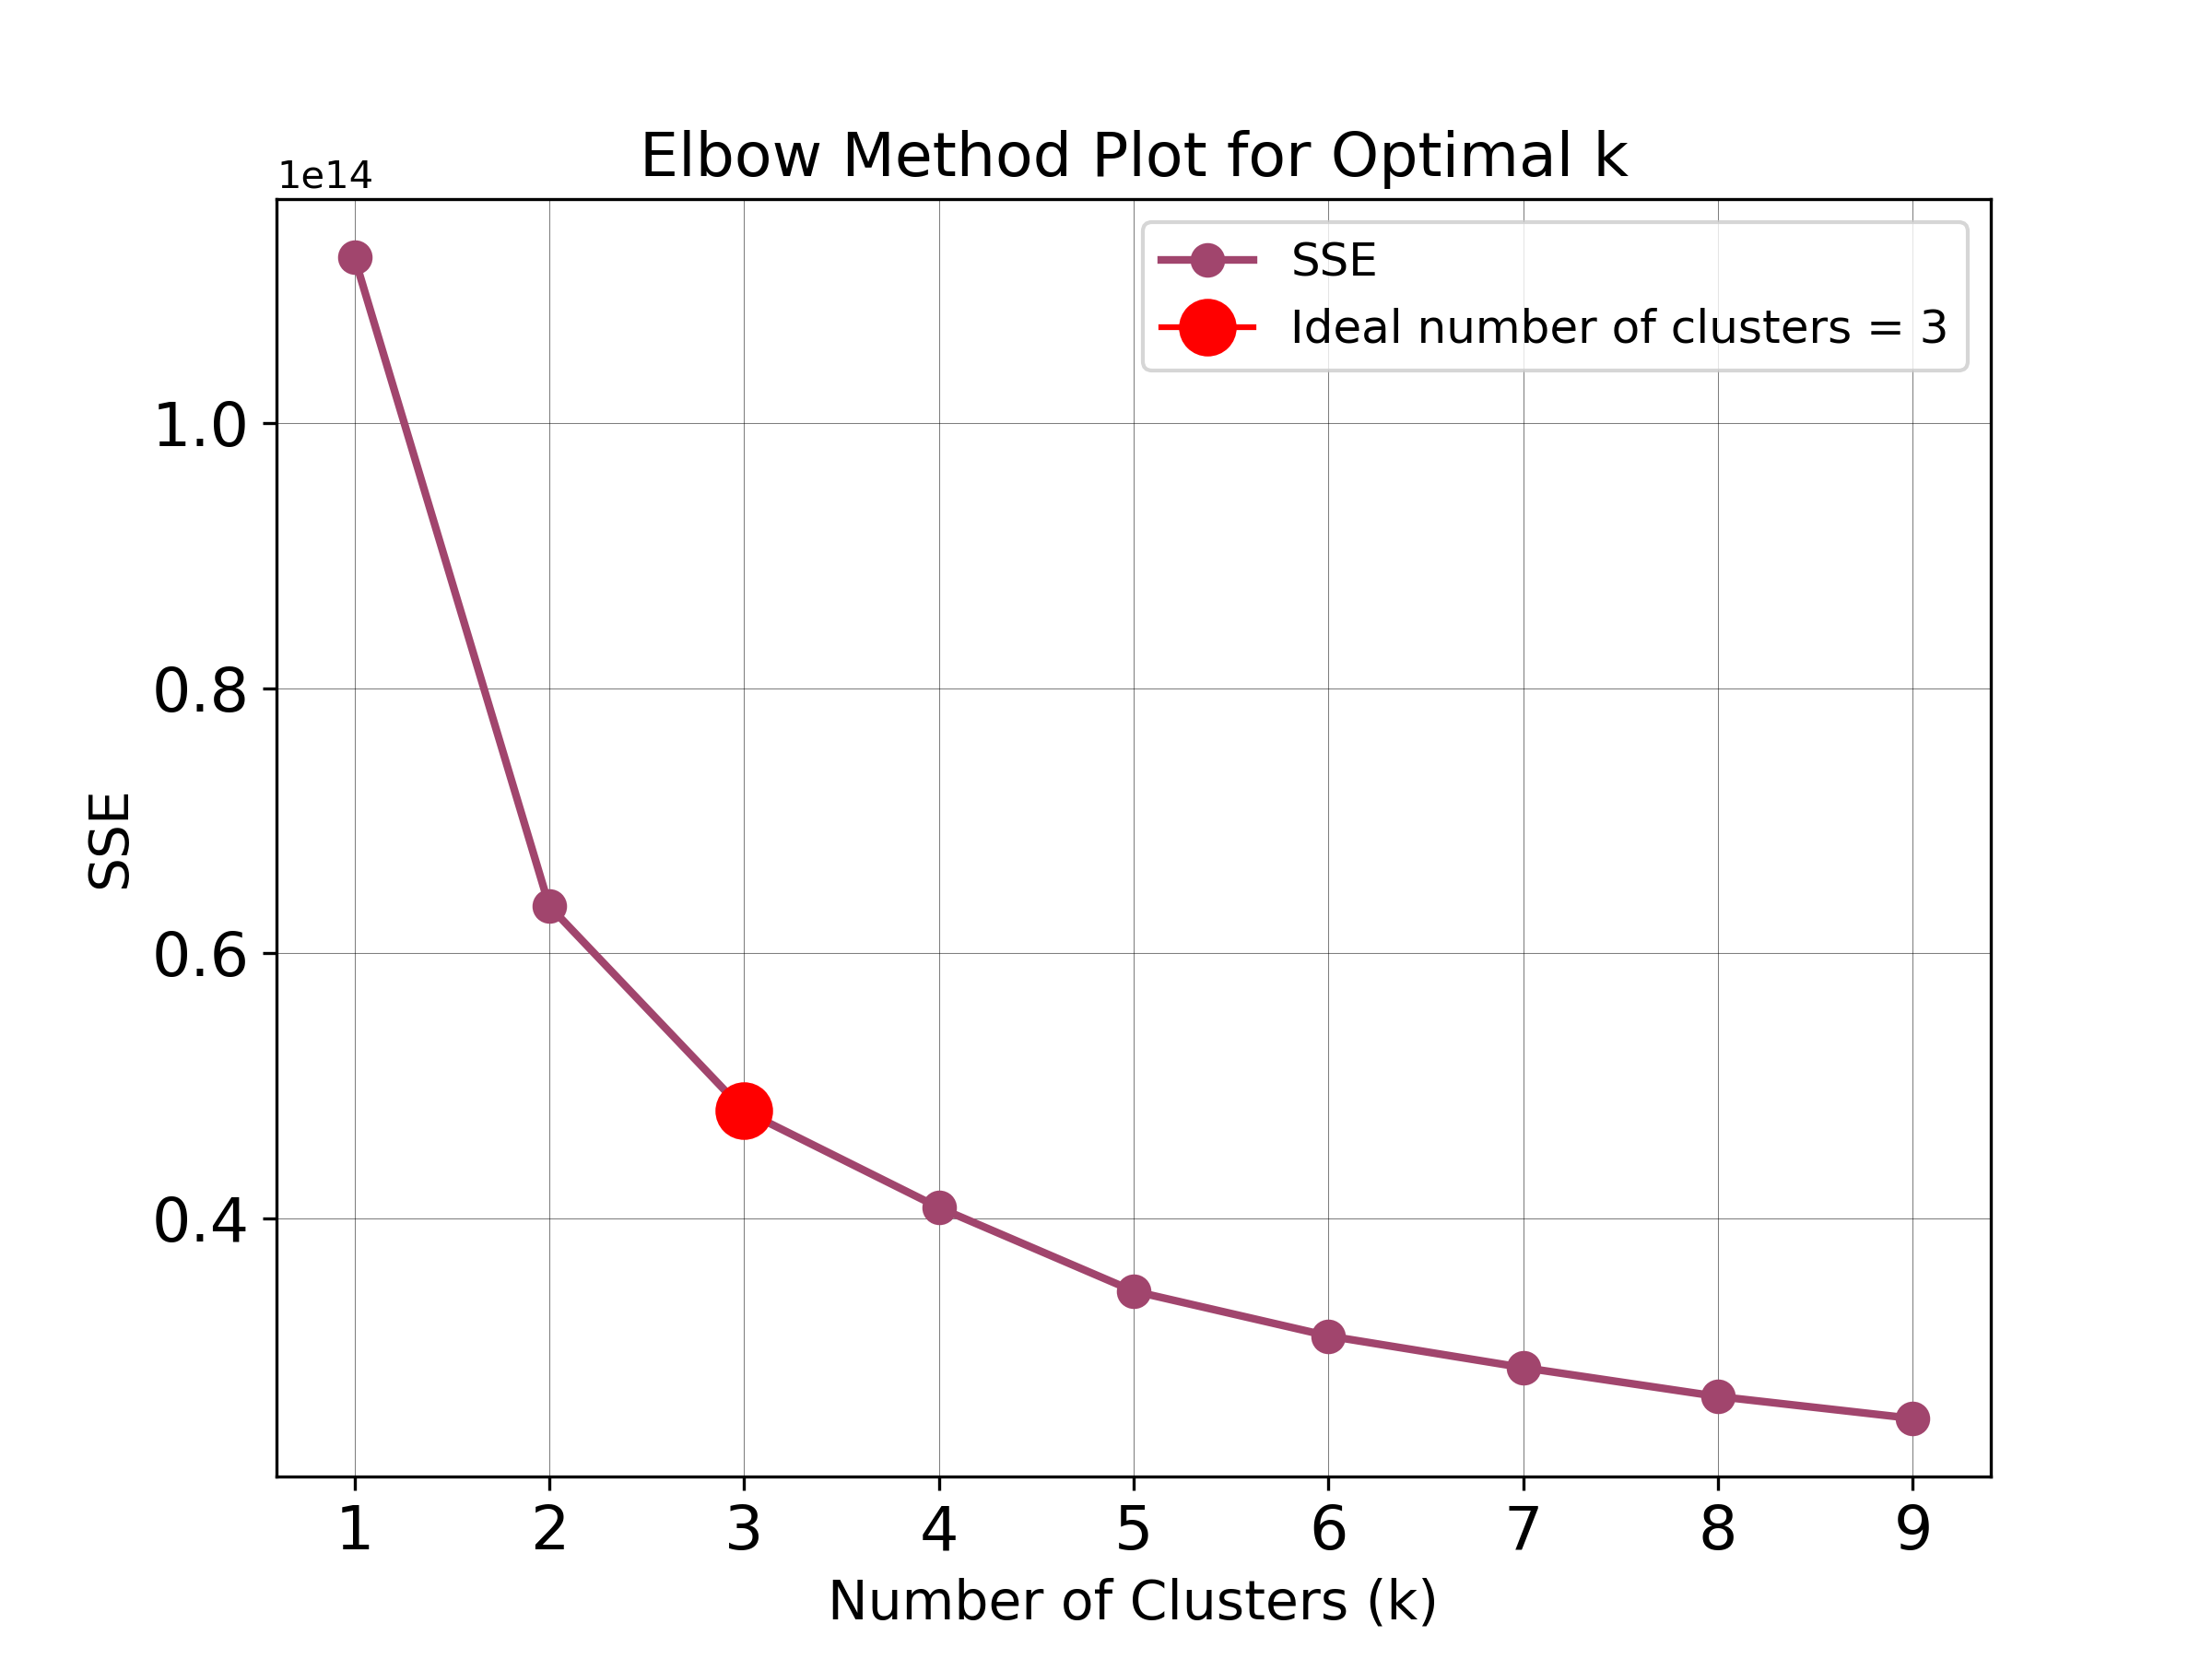 Elbow Method Plot for Optimal k
1e14
SSE
Ideal number of clusters = 3
1.0
0.8
0.6
0.4
SSE
1 2 3 4 5 6 7 8 9
Number of Clusters (k)